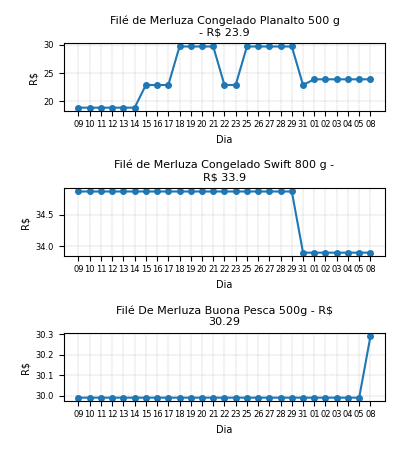 Filé de Merluza Congelado Planalto 500 g
- R$ 23.9
30
25
20
R$
09 10 11 12 13 14 15 16 17 18 19 20 21 22 23 25 26 27 28 29 31 01 02 03 04 05 08
Dia
Filé de Merluza Congelado Swift 800 g -
R$ 33.9
34.5
34.0
R$
09 10 11 12 13 14 15 16 17 18 19 20 21 22 23 25 26 27 28 29 31 01 02 03 04 05 08
Dia
Filé De Merluza Buona Pesca 500g - R$
30.29
30.3
30.2
30.1
30.0
R$
09 10 11 12 13 14 15 16 17 18 19 20 21 22 23 25 26 27 28 29 31 01 02 03 04 05 08
Dia